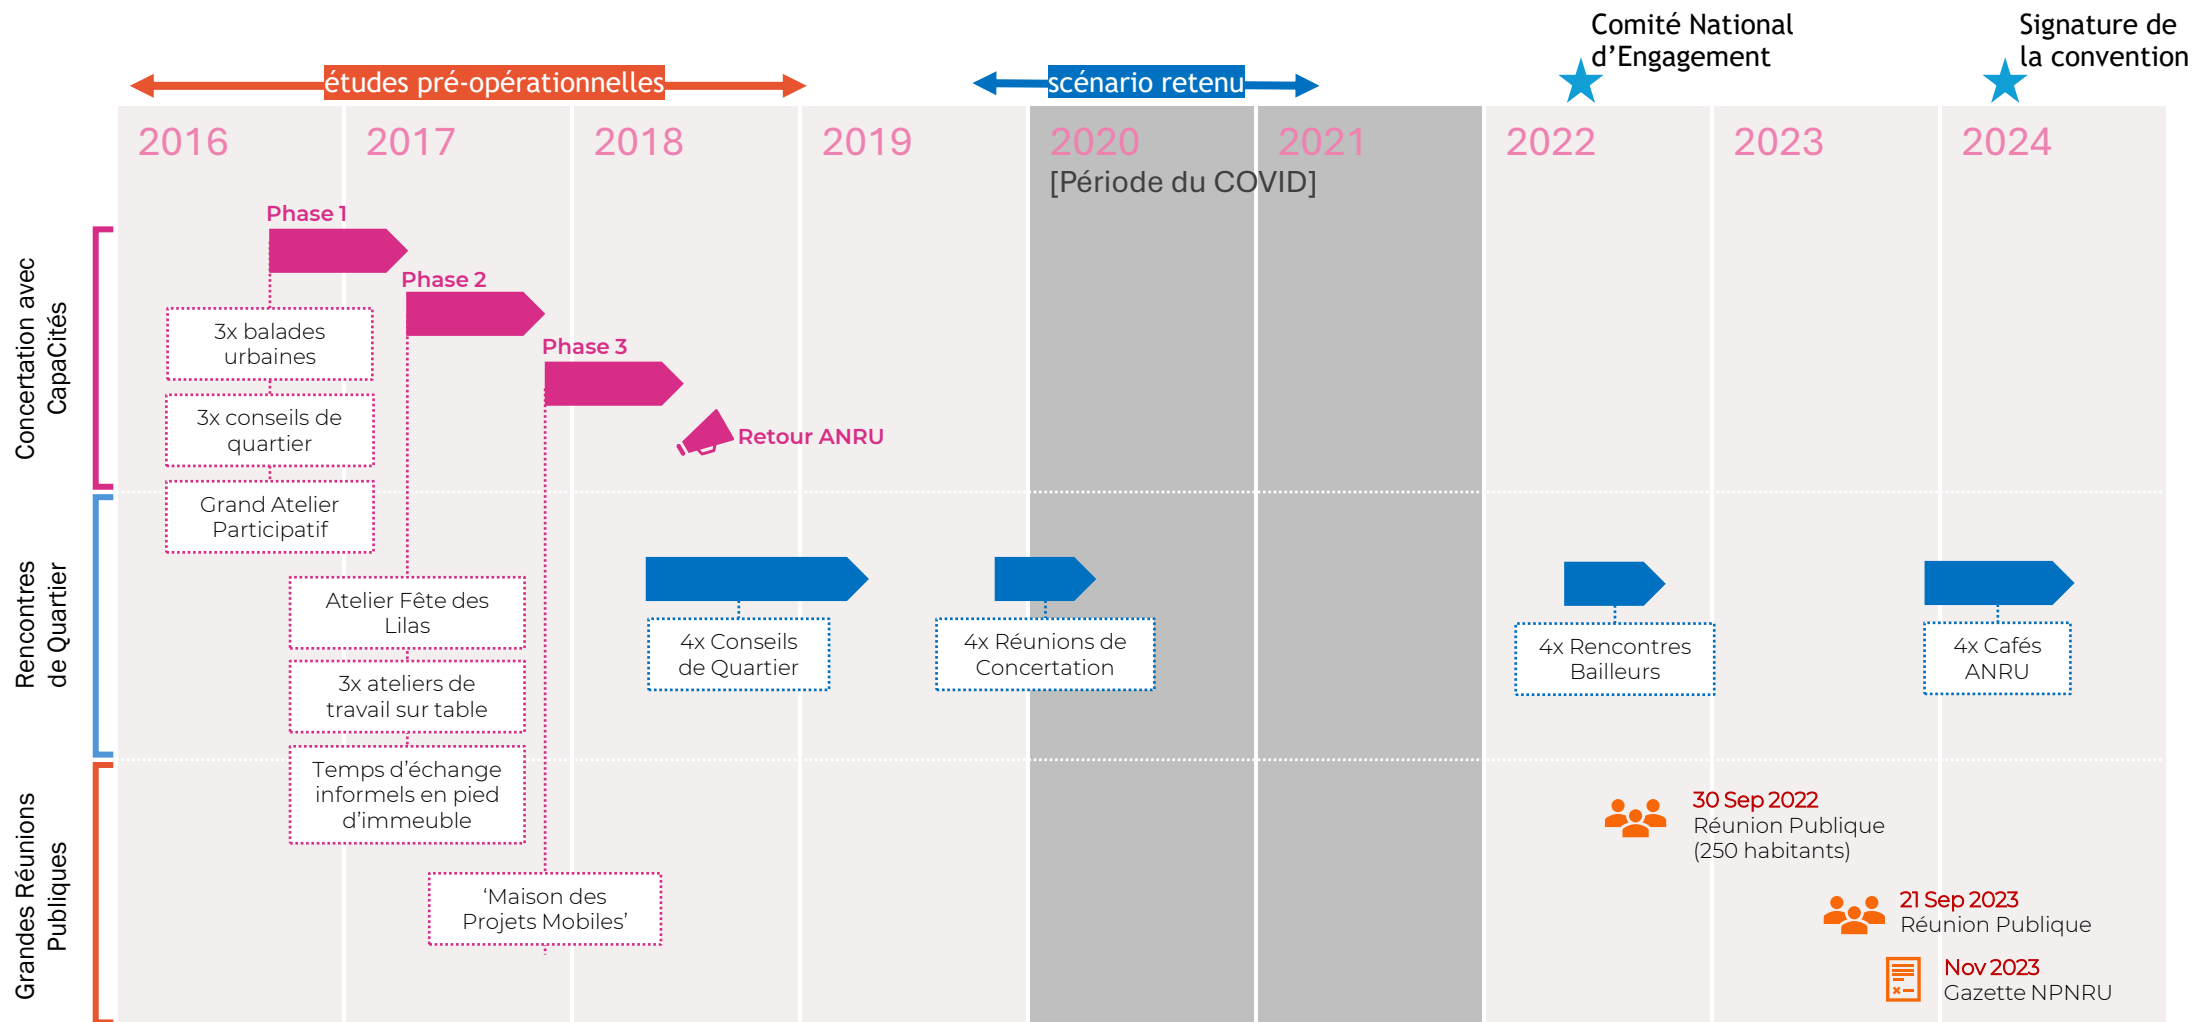 Comité National
d’Engagement
Signature de
la convention
études pré-opérationnelles
scénario retenu
2016
2017
2018
2019
2020
2021
2022
2023
2024
[Période du COVID]
Concertation avec
CapaCités
Phase 1
Phase 2
Phase 3
Retour ANRU
3x balades
urbaines
3x conseils de
quartier
Grand Atelier
Participatif
Atelier Fête des
Lilas
3x ateliers de
travail sur table
Temps d’échange
informels en pied
d’immeuble
‘Maison des
Projets Mobiles’
Rencontres
de Quartier
4x Conseils
de Quartier
4x Réunions de
Concertation
4x Rencontres
Bailleurs
4x Cafés
ANRU
Grandes Réunions
Publiques
30 Sep 2022
Réunion Publique
(250 habitants)
21 Sep 2023
Réunion Publique
Nov 2023
Gazette NPNRU